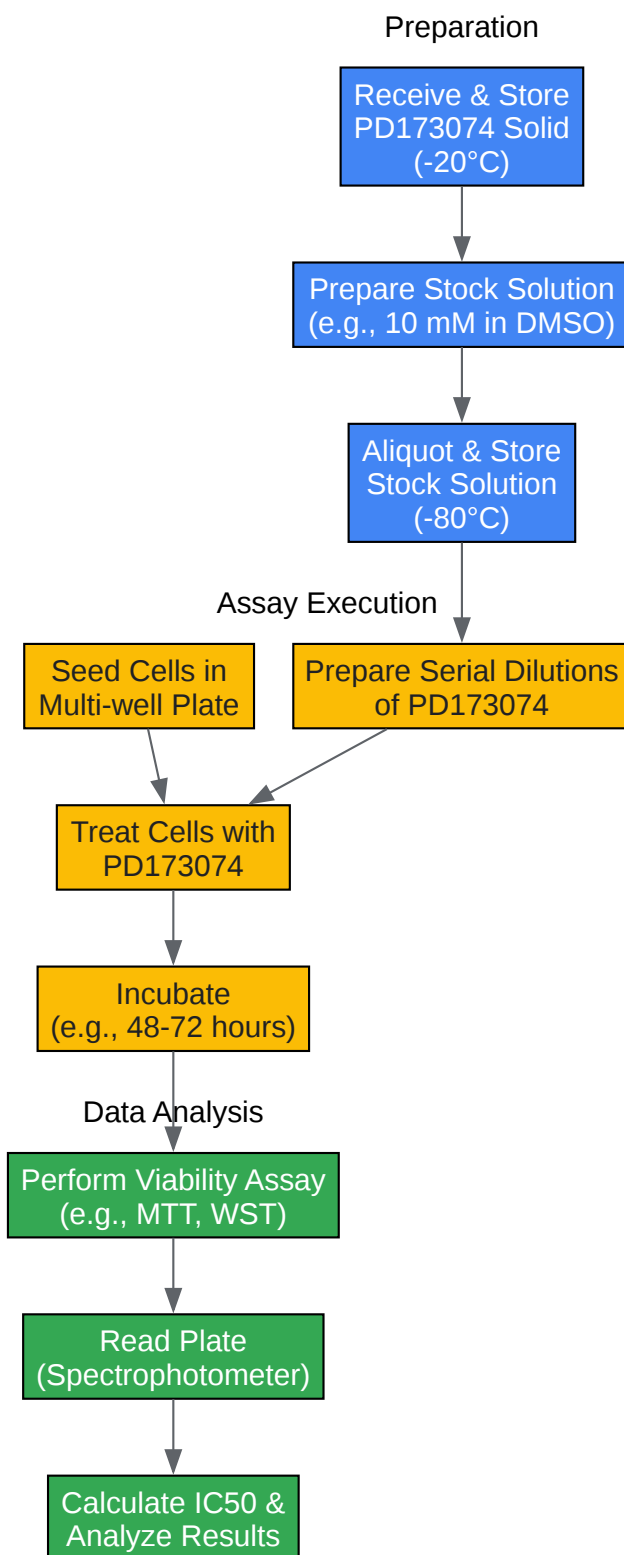 Preparation
Receive & Store
PD173074 Solid
(-20°C)
Prepare Stock Solution
(e.g., 10 mM in DMSO)
Aliquot & Store
Stock Solution
(-80°C)
Assay Execution
Seed Cells in
Multi-well Plate
Prepare Serial Dilutions
of PD173074
Treat Cells with
PD173074
Incubate
(e.g., 48-72 hours)
Data Analysis
Perform Viability Assay
(e.g., MTT, WST)
Read Plate
(Spectrophotometer)
Calculate IC50 &
Analyze Results